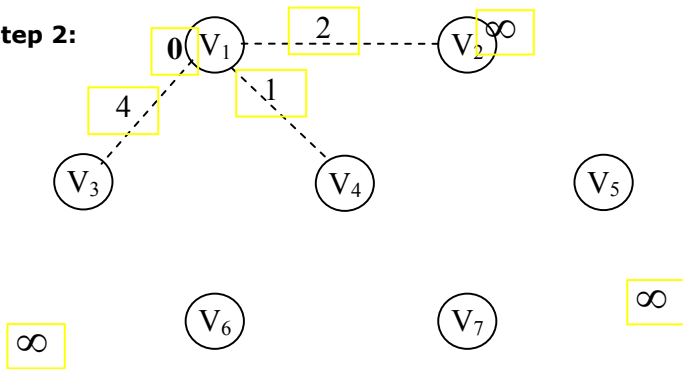 tep 2:
0 V₁ 2 V₂ ∞
4 1
V₃ V₄ V₅
∞
V₆ V₇
∞